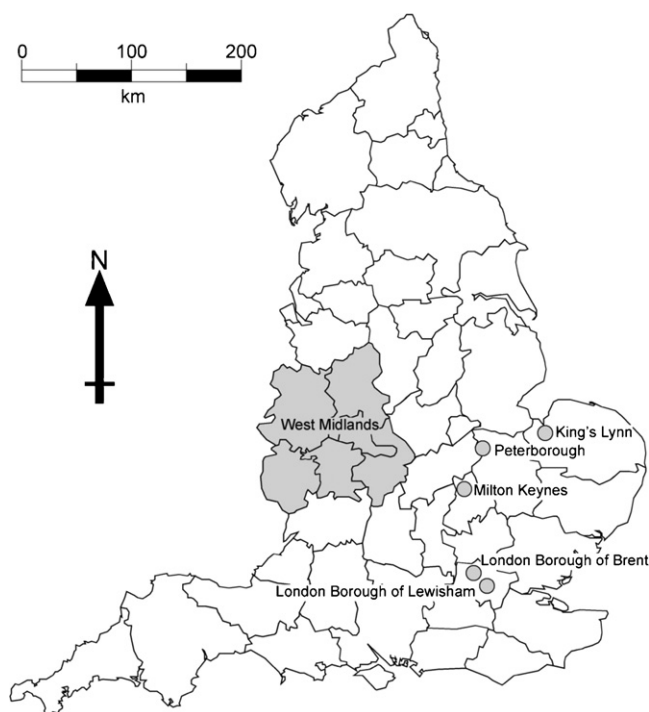 0 100 200
km
N
West Midlands
King's Lynn
Peterborough
Milton Keynes
London Borough of Brent
London Borough of Lewisham